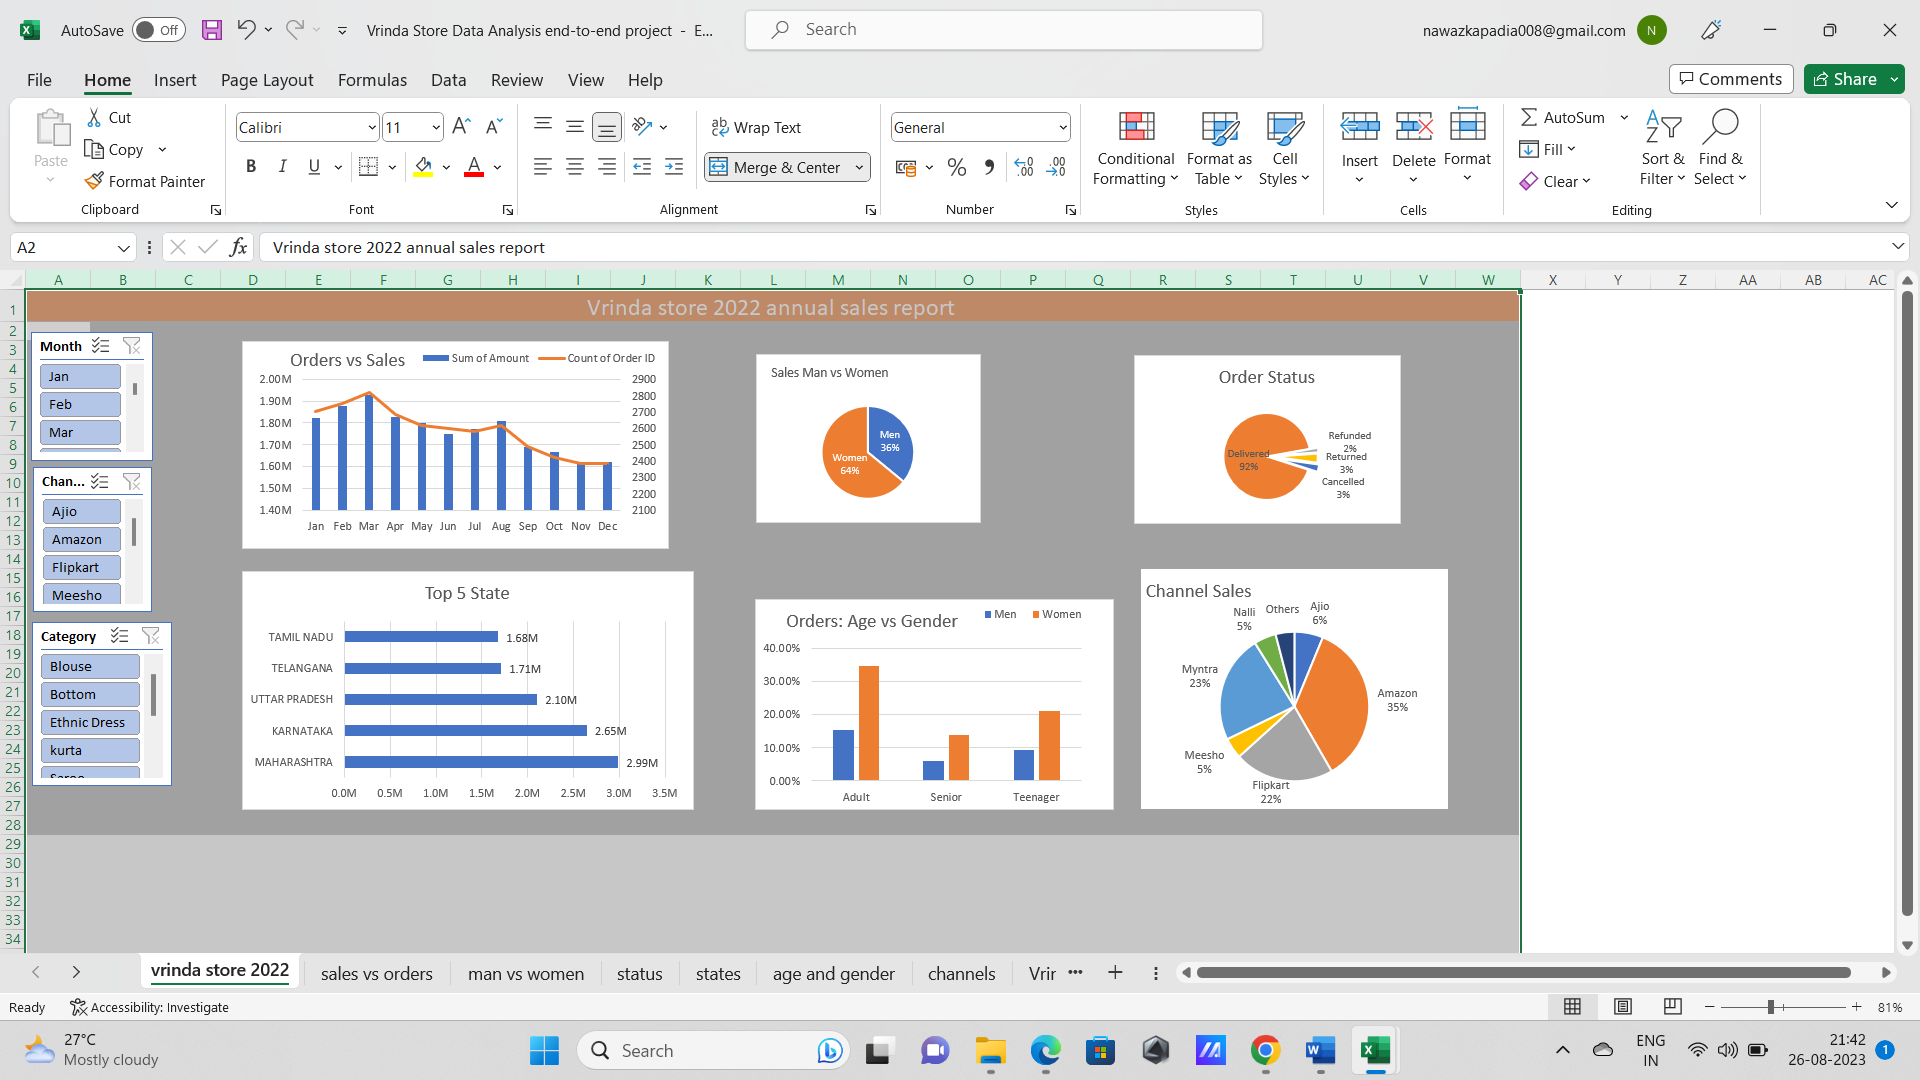 AutoSave Off Vrinda Store Data Analysis end-to-end project - E... Search nawazkapadia008@gmail.com N
File Home Insert Page Layout Formulas Data Review View Help Comments Share
Paste Cut Copy Format Painter Clipboard
Calibri 11 B I U A Font
ab Wrap Text Merge & Center Alignment
General % Number
Conditional Formatting Format as Table Cell Styles Styles
Insert Delete Format Cells
AutoSum Fill Clear Sort & Filter Find & Select Editing
A2 fx Vrinda store 2022 annual sales report
A B C D E F G H I J K L M N O P Q R S T U V W X Y Z AA AB AC
1 2 3 4 5 6 7 8 9 10 11 12 13 14 15 16 17 18 19 20 21 22 23 24 25 26 27 28 29 30 31 32 33 34
Vrinda store 2022 annual sales report
Month
Jan
Feb
Mar
Chan...
Ajio
Amazon
Flipkart
Meesho
Category
Blouse
Bottom
Ethnic Dress
kurta
Saree
Orders vs Sales Sum of Amount Count of Order ID
2.00M 2900
1.90M 2800
1.80M 2700
1.70M 2600
1.60M 2500
1.50M 2400
1.40M 2300
2200
2100
Jan Feb Mar Apr May Jun Jul Aug Sep Oct Nov Dec
Sales Man vs Women
Men
36%
Women
64%
Order Status
Refunded
2%
Returned
3%
Cancelled
3%
Delivered
92%
Top 5 State
TAMIL NADU 1.68M
TELANGANA 1.71M
UTTAR PRADESH 2.10M
KARNATAKA 2.65M
MAHARASHTRA 2.99M
0.0M 0.5M 1.0M 1.5M 2.0M 2.5M 3.0M 3.5M
Orders: Age vs Gender Men Women
40.00%
30.00%
20.00%
10.00%
0.00%
Adult Senior Teenager
Channel Sales
Nalli
5%
Others
Ajio
6%
Myntra
23%
Amazon
35%
Meesho
5%
Flipkart
22%
vrinda store 2022 sales vs orders man vs women status states age and gender channels Vrir
Ready Accessibility: Investigate 81%
27°C
Mostly cloudy
Search
ENG
IN
21:42
26-08-2023
1